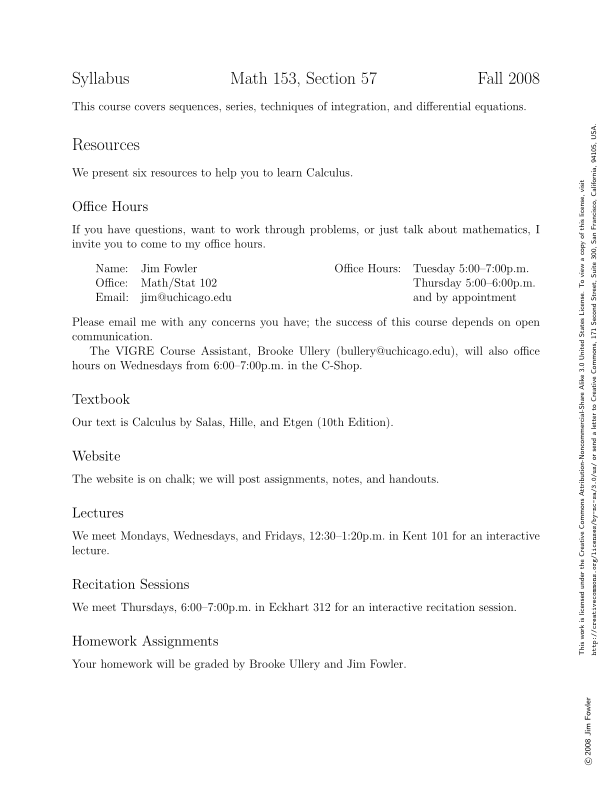 Syllabus Math 153, Section 57 Fall 2008
This course covers sequences, series, techniques of integration, and differential equations.
Resources
We present six resources to help you to learn Calculus.
Office Hours
If you have questions, want to work through problems, or just talk about mathematics, I
invite you to come to my office hours.
Name: Jim Fowler Office Hours: Tuesday 5:00–7:00p.m.
Office: Math/Stat 102 Thursday 5:00–6:00p.m.
Email: jim@uchicago.edu and by appointment
Please email me with any concerns you have; the success of this course depends on open
communication.
The VIGRE Course Assistant, Brooke Ullery (bullery@uchicago.edu), will also office
hours on Wednesdays from 6:00–7:00p.m. in the C-Shop.
Textbook
Our text is Calculus by Salas, Hille, and Etgen (10th Edition).
Website
The website is on chalk; we will post assignments, notes, and handouts.
Lectures
We meet Mondays, Wednesdays, and Fridays, 12:30–1:20p.m. in Kent 101 for an interactive
lecture.
Recitation Sessions
We meet Thursdays, 6:00–7:00p.m. in Eckhart 312 for an interactive recitation session.
Homework Assignments
Your homework will be graded by Brooke Ullery and Jim Fowler.
This work is licensed under the Creative Commons Attribution-Noncommercial-Share Alike 3.0 United States License. To view a copy of this license, visit
http://creativecommons.org/licenses/by-nc-sa/3.0/us/ or send a letter to Creative Commons, 171 Second Street, Suite 300, San Francisco, California, 94105, USA.
© 2008 Jim Fowler